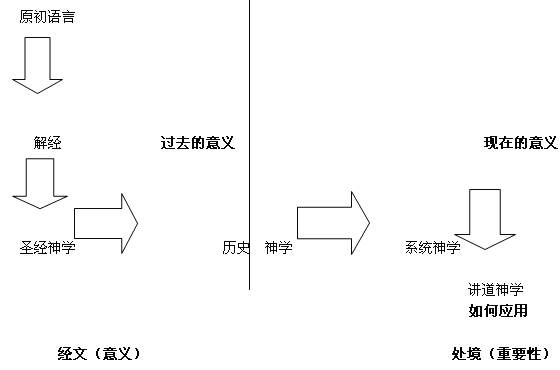 原初语言
解经
过去的意义
现在的意义
圣经神学
历史 神学
系统神学
讲道神学
如何应用
经文（意义）
处境（重要性）